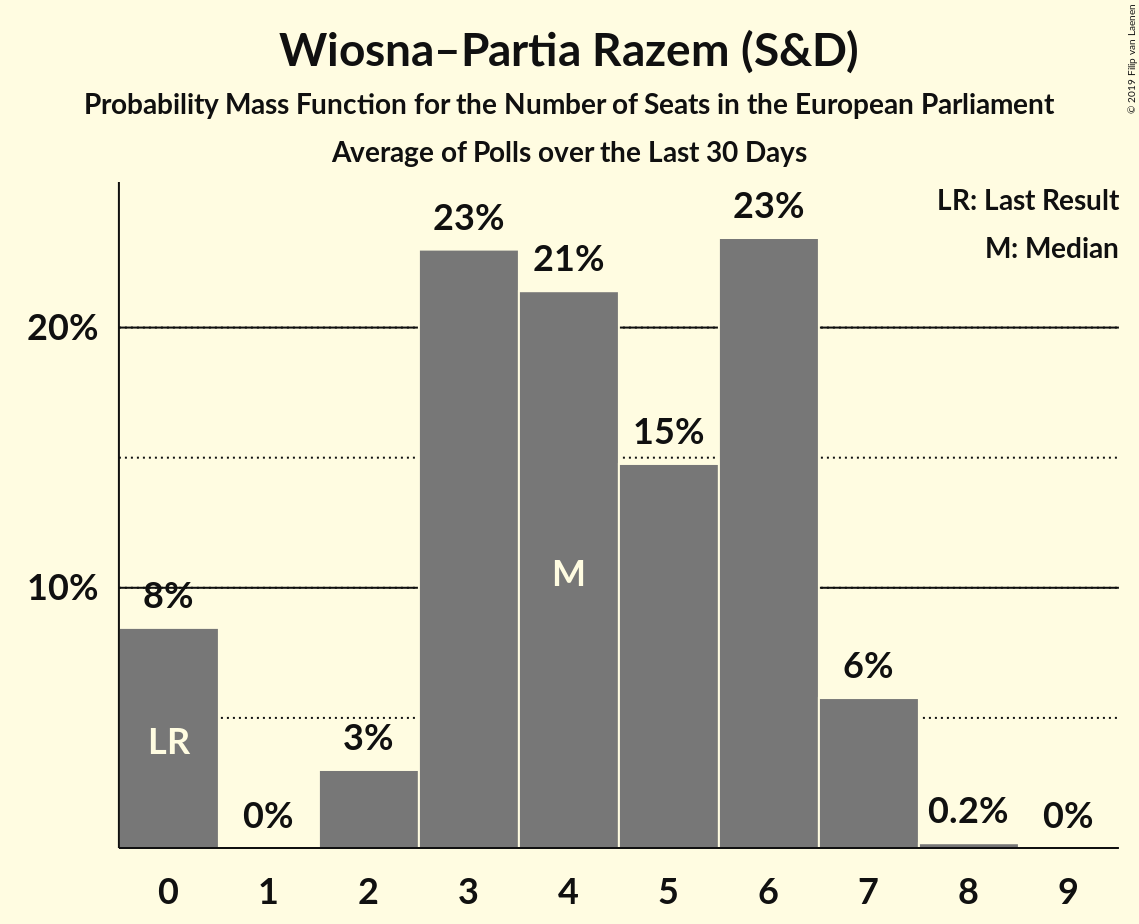 Wiosna–Partia Razem (S&D)
Probability Mass Function for the Number of Seats in the European Parliament
Average of Polls over the Last 30 Days
© 2019 Filip van Laenen
LR: Last Result
M: Median
23%
21%
15%
23%
8%
0%
3%
6%
0.2%
0%
20%
10%
LR
M
0 1 2 3 4 5 6 7 8 9